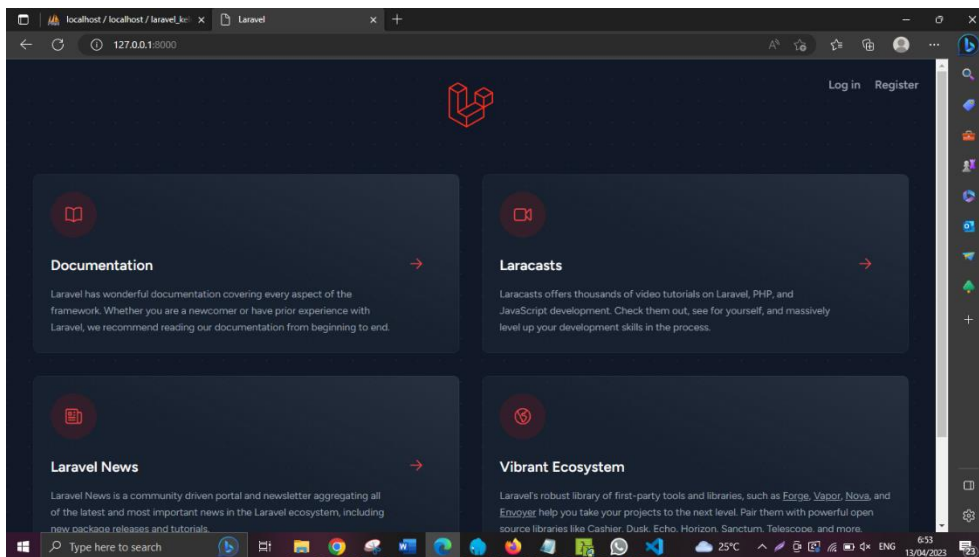 localhost / localhost / laravel_ke
Laravel
127.0.0.1:8000
Log in Register
Documentation
Laravel has wonderful documentation covering every aspect of the
framework. Whether you are a newcomer or have prior experience with
Laravel, we recommend reading our documentation from beginning to end.
Laracasts
Laracasts offers thousands of video tutorials on Laravel, PHP, and
JavaScript development. Check them out, see for yourself, and massively
level up your development skills in the process.
Laravel News
Laravel News is a community driven portal and newsletter aggregating all
of the latest and most important news in the Laravel ecosystem, including
new package releases and tutorials.
Vibrant Ecosystem
Laravel's robust library of first-party tools and libraries, such as Forge, Vapor, Nova, and
Envoyer help you take your projects to the next level. Pair them with powerful open
source libraries like Cashier, Dusk, Echo, Horizon, Sanctum, Telescope, and more.
Type here to search
25°C
ENG
6:53
13/04/2023